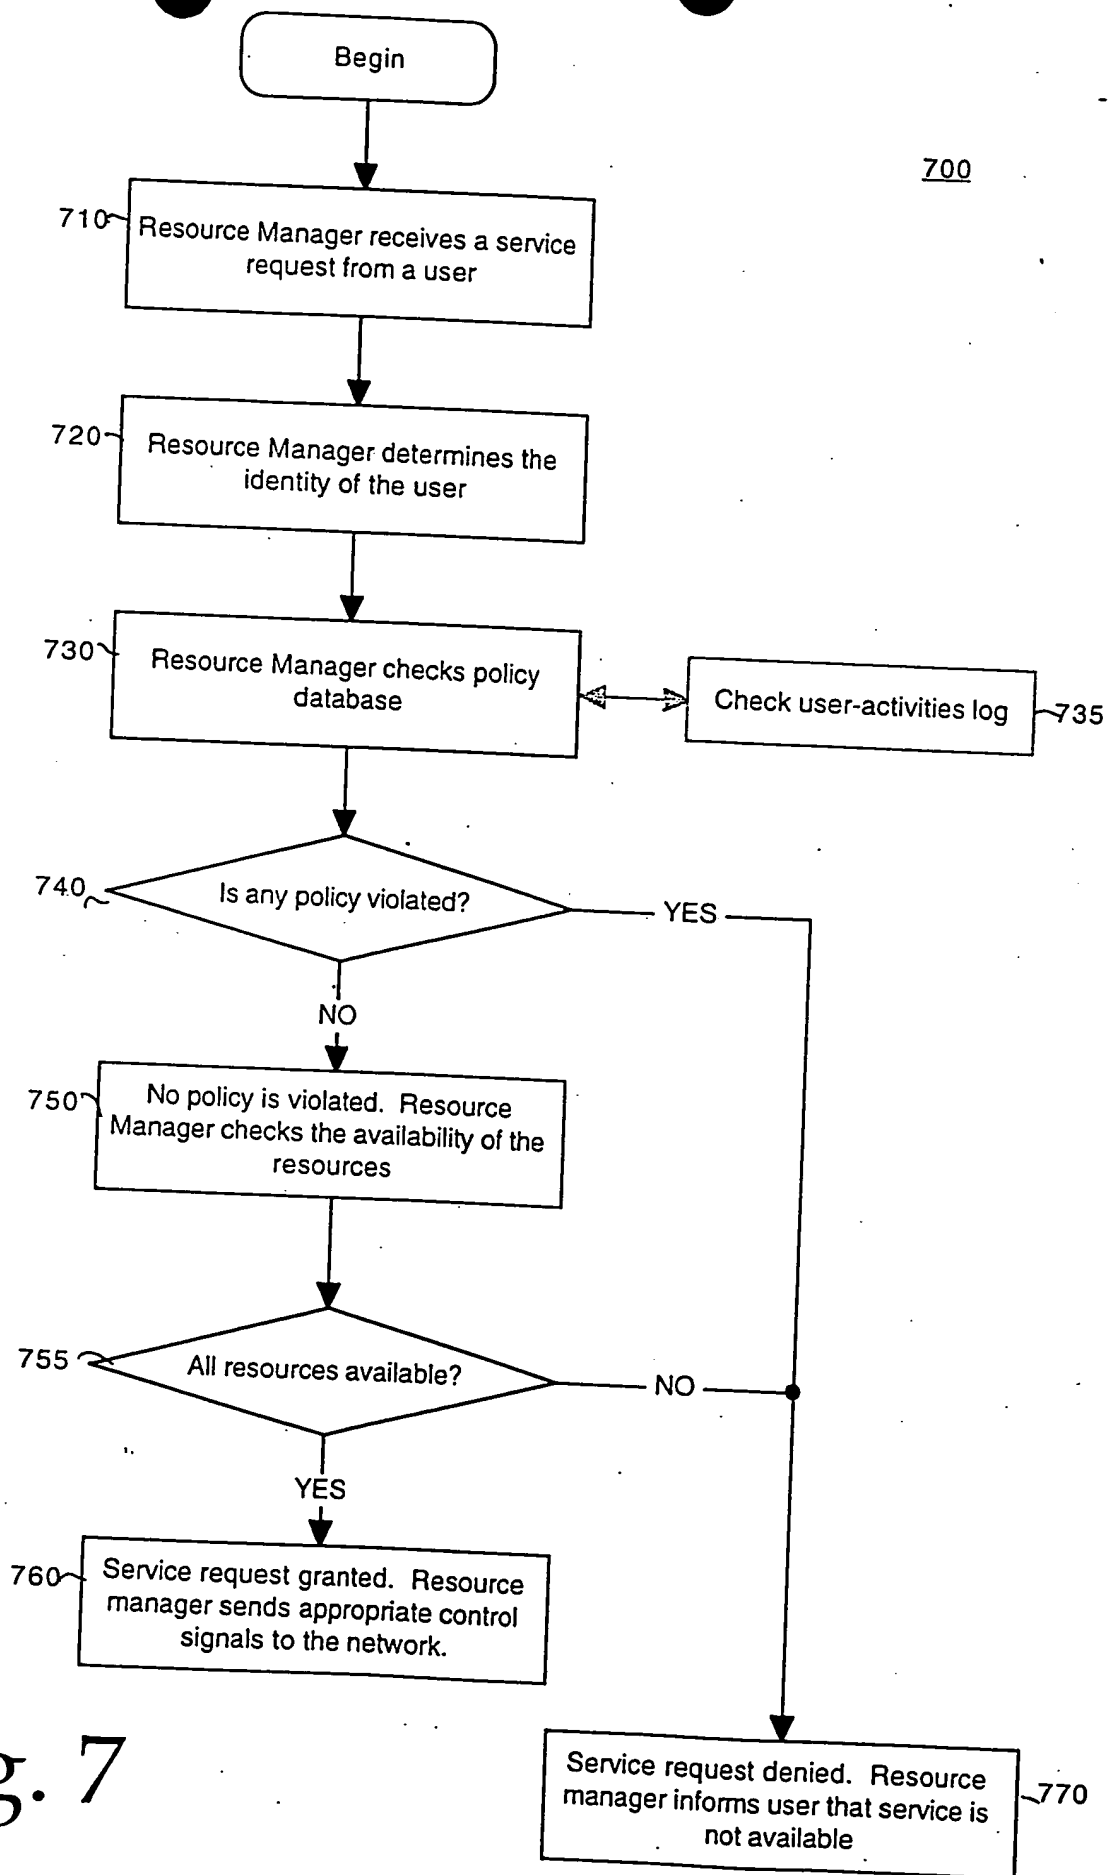 Begin
700
710
Resource Manager receives a service
request from a user
720
Resource Manager determines the
identity of the user
730
Resource Manager checks policy
database
Check user-activities log
735
740
Is any policy violated?
YES
NO
750
No policy is violated. Resource
Manager checks the availability of the
resources
755
All resources available?
NO
YES
760
Service request granted. Resource
manager sends appropriate control
signals to the network.
g. 7
Service request denied. Resource
manager informs user that service is
not available
770